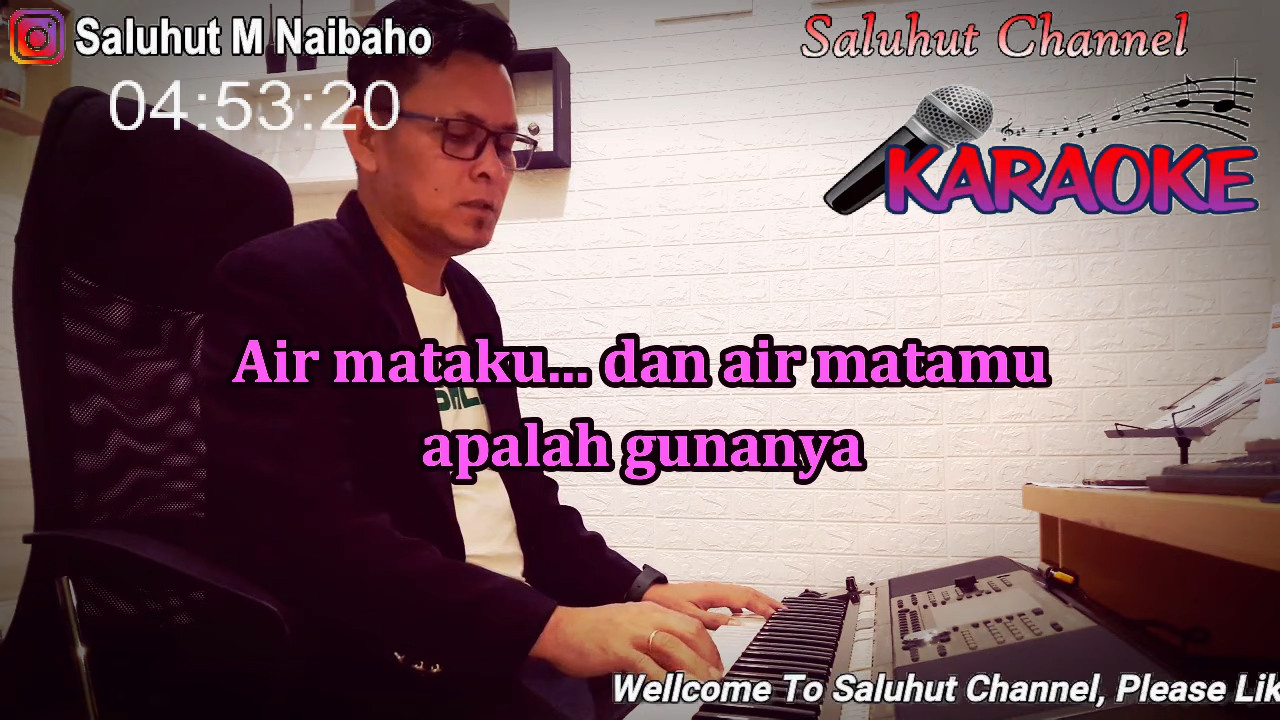 Saluhut M Naibaho
Saluhut Channel
04:53:20
KARAOKE
Air mataku... dan air matamu
apalah gunanya
Wellcome To Saluhut Channel, Please Lik